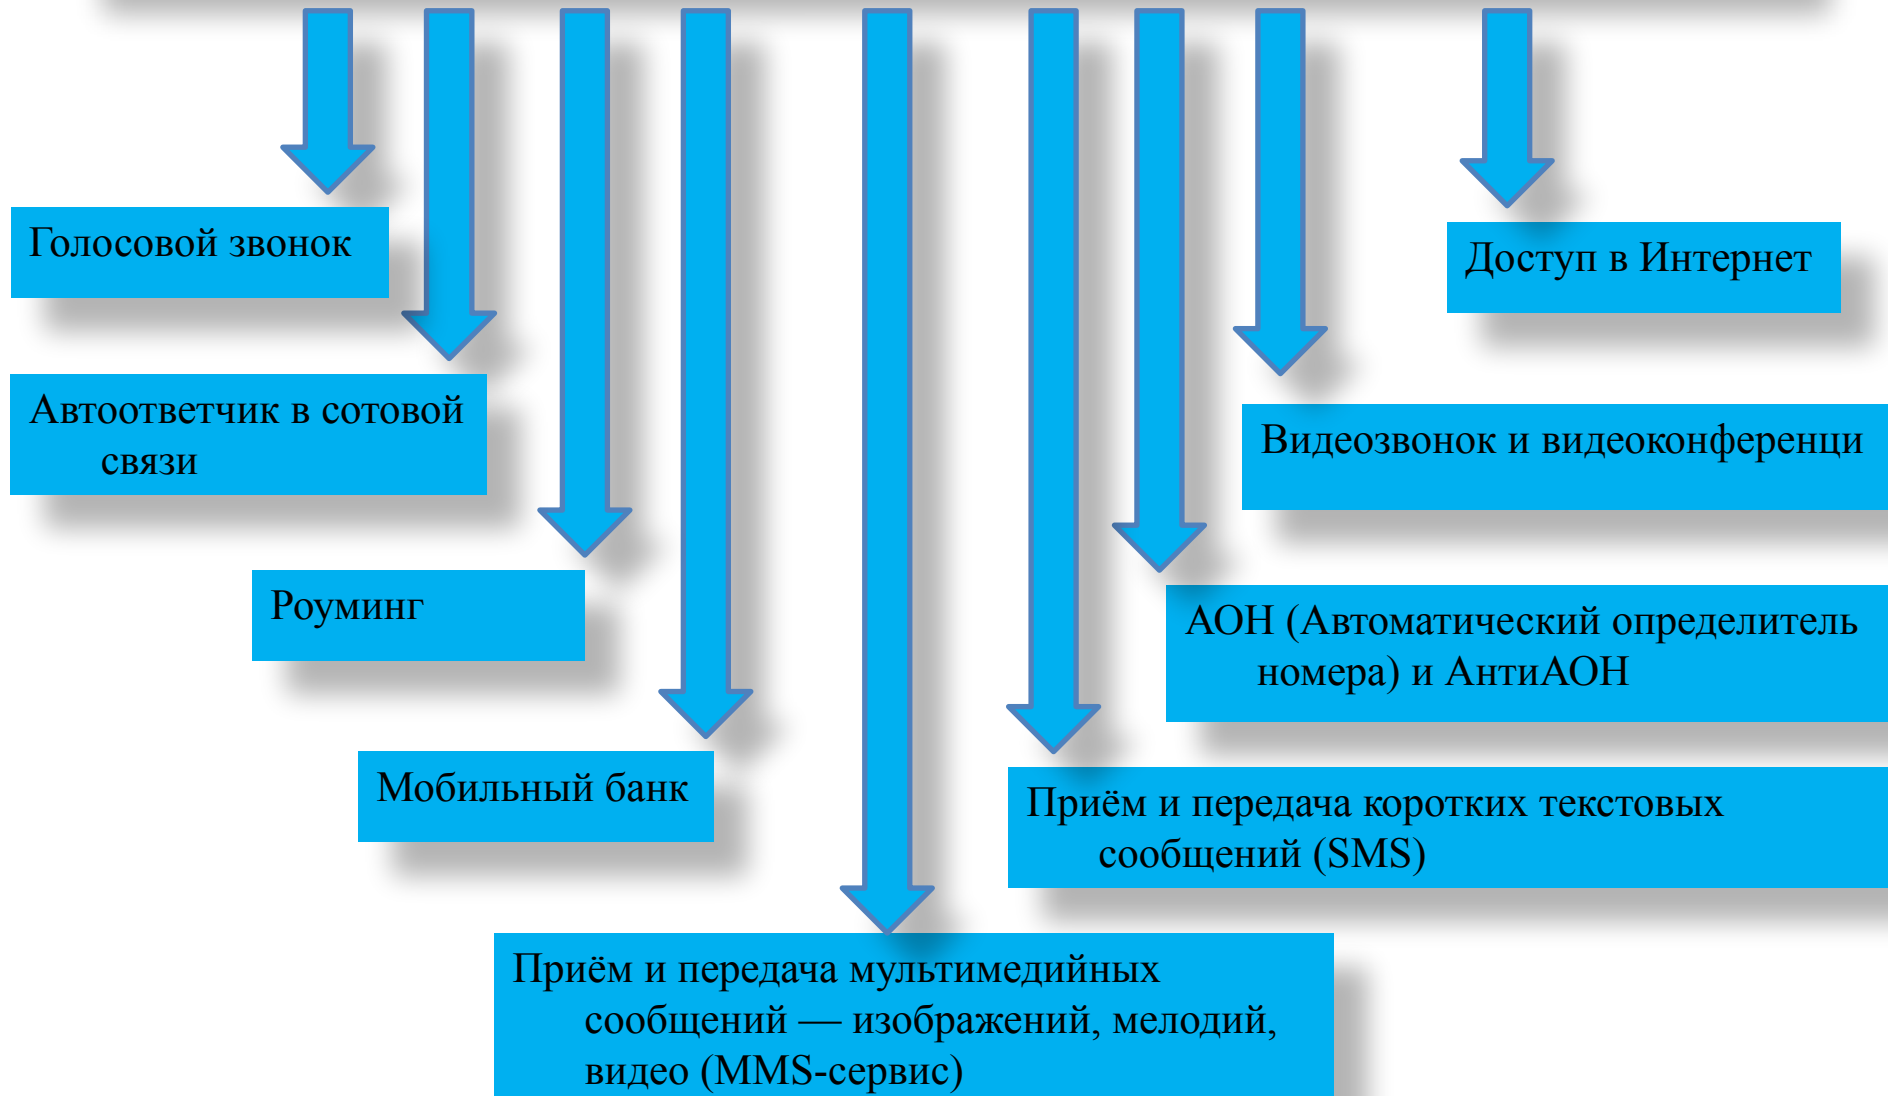 Голосовой звонок
Доступ в Интернет
Автоответчик в сотовой
связи
Видеозвонок и видеоконференци
Роуминг
АОН (Автоматический определитель
номера) и АнтиАОН
Мобильный банк
Приём и передача коротких текстовых
сообщений (SMS)
Приём и передача мультимедийных
сообщений — изображений, мелодий,
видео (MMS-сервис)